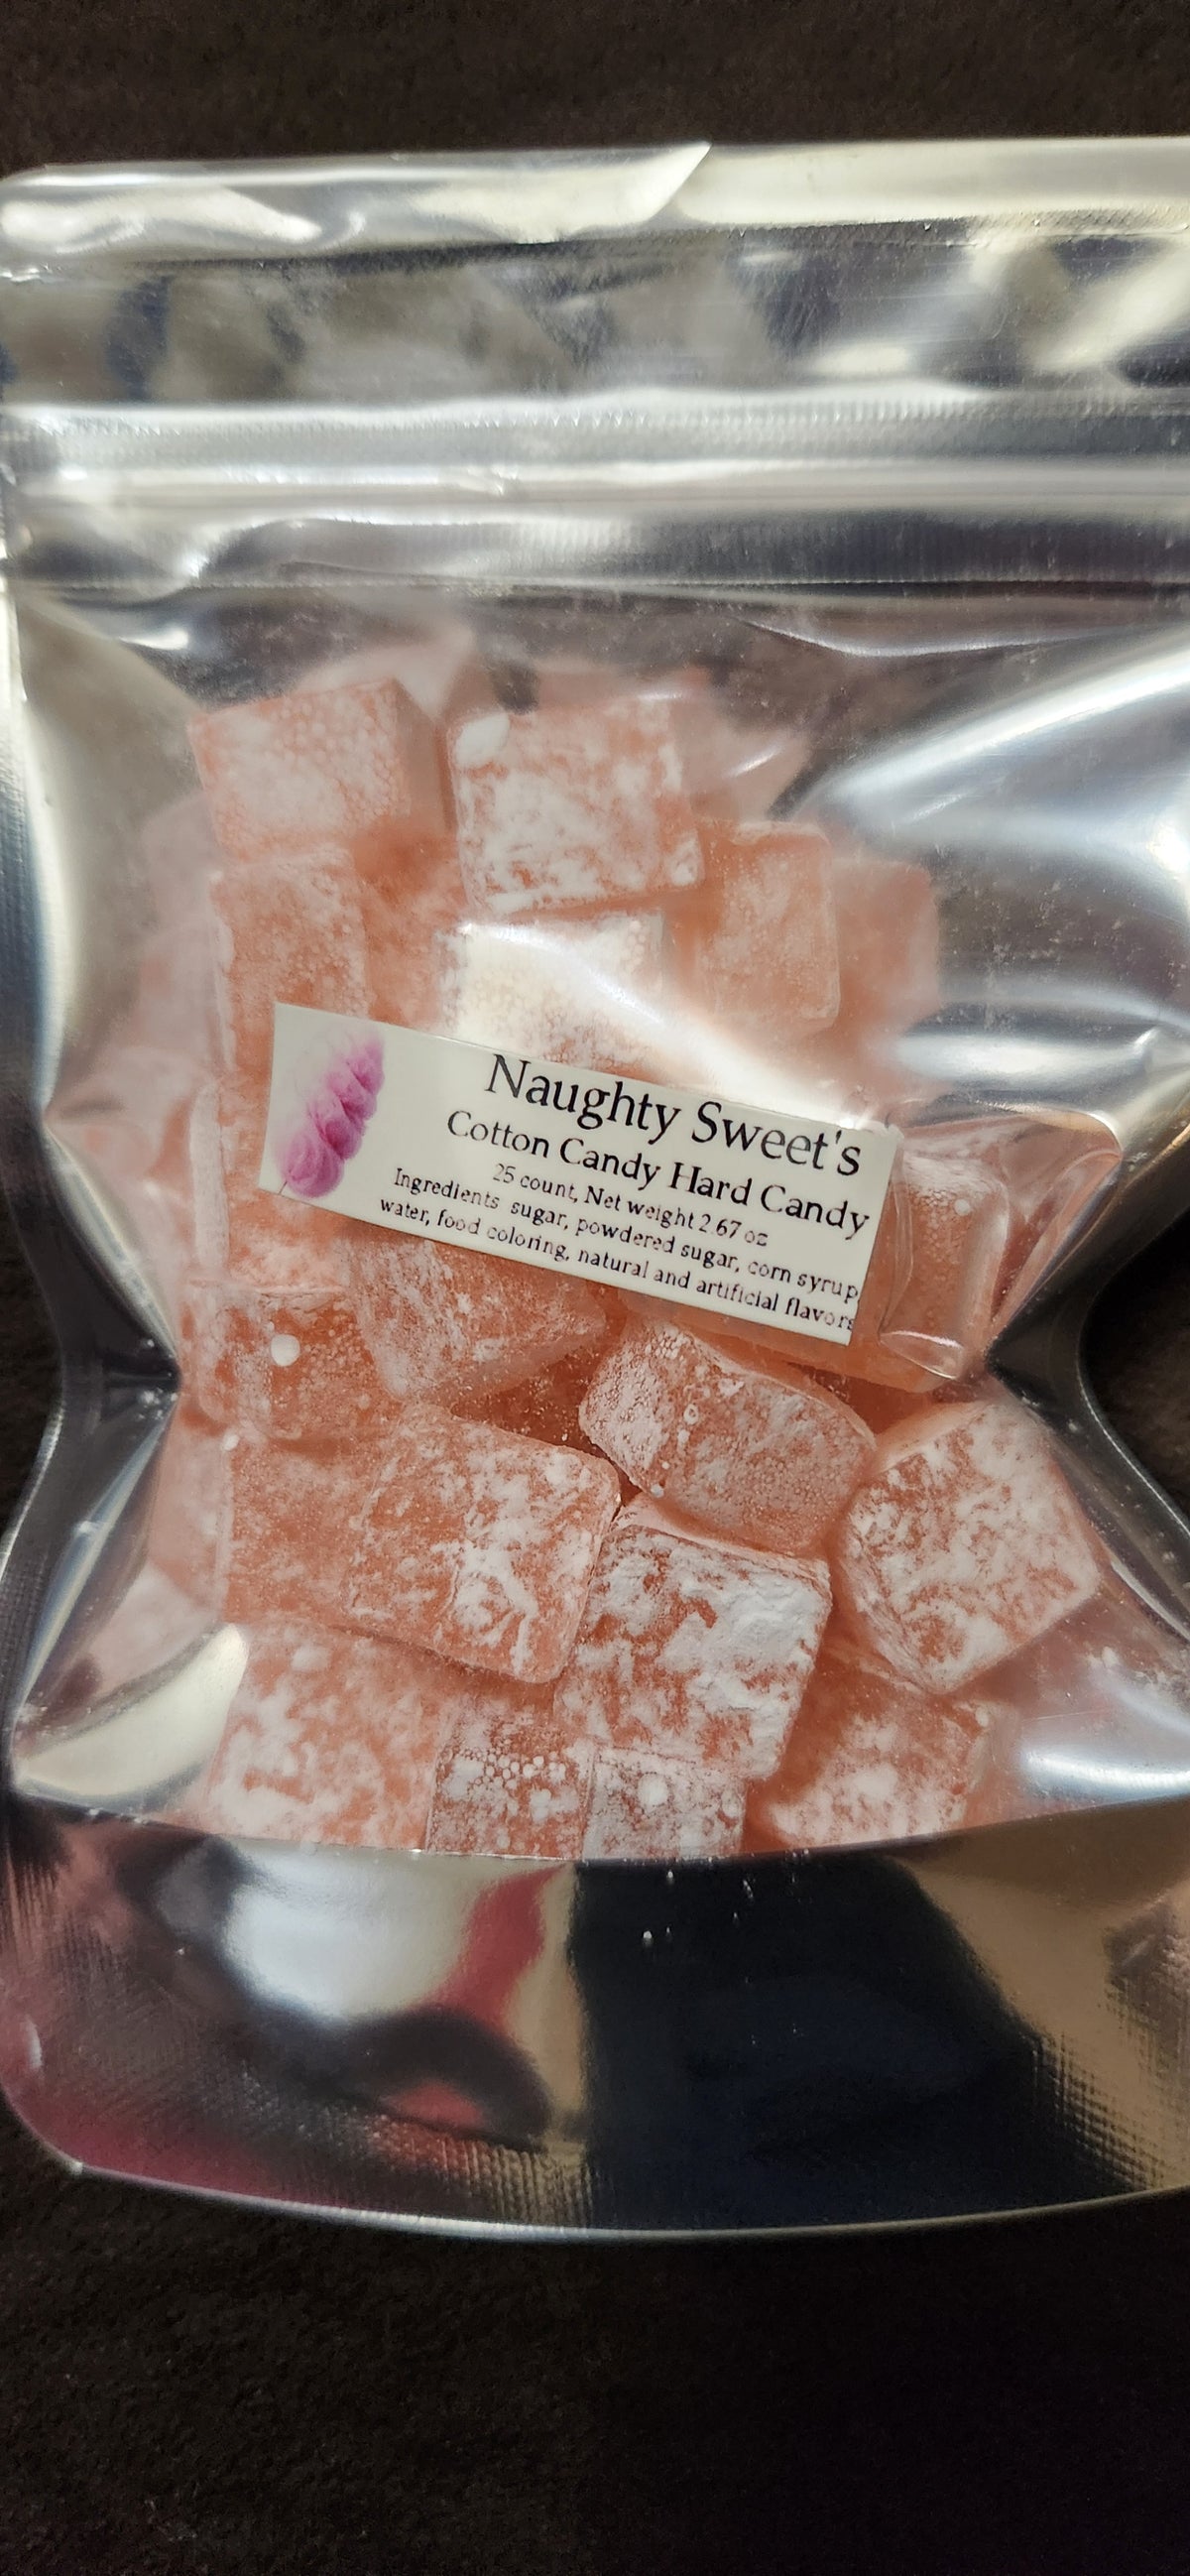 Naughty Sweet's
Cotton Candy Hard Candy
25 count, Net weight 2.67 oz
Ingredients sugar, powdered sugar, corn syrup
water, food coloring, natural and artificial flavors